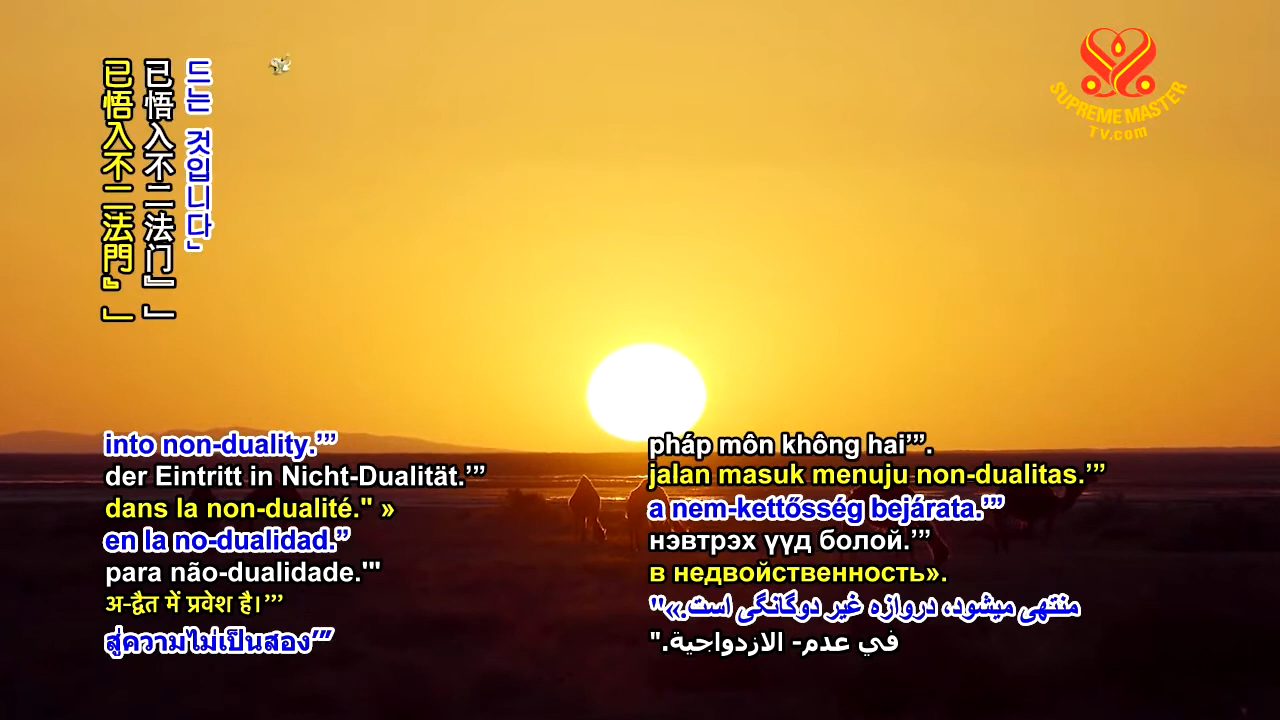 드는 것입니다」
已悟入不二法门』」
已悟入不二法門』」
SUPREME MASTER
TV.com
into non-duality.’”
der Eintritt in Nicht-Dualität.’”
dans la non-dualité." »
en la no-dualidad.”
para não-dualidade.'"
अ-द्वैत में प्रवेश है।’”
สู่ความไม่เป็นสอง’”
pháp môn không hai’”.
jalan masuk menuju non-dualitas.’”
a nem-kettősség bejárata.’”
нэвтрэх үүд болой.’”
в недвойственность».
منتهی میشود، دروازه غیر دوگانگی است.»"
في عدم- الازدواجية."